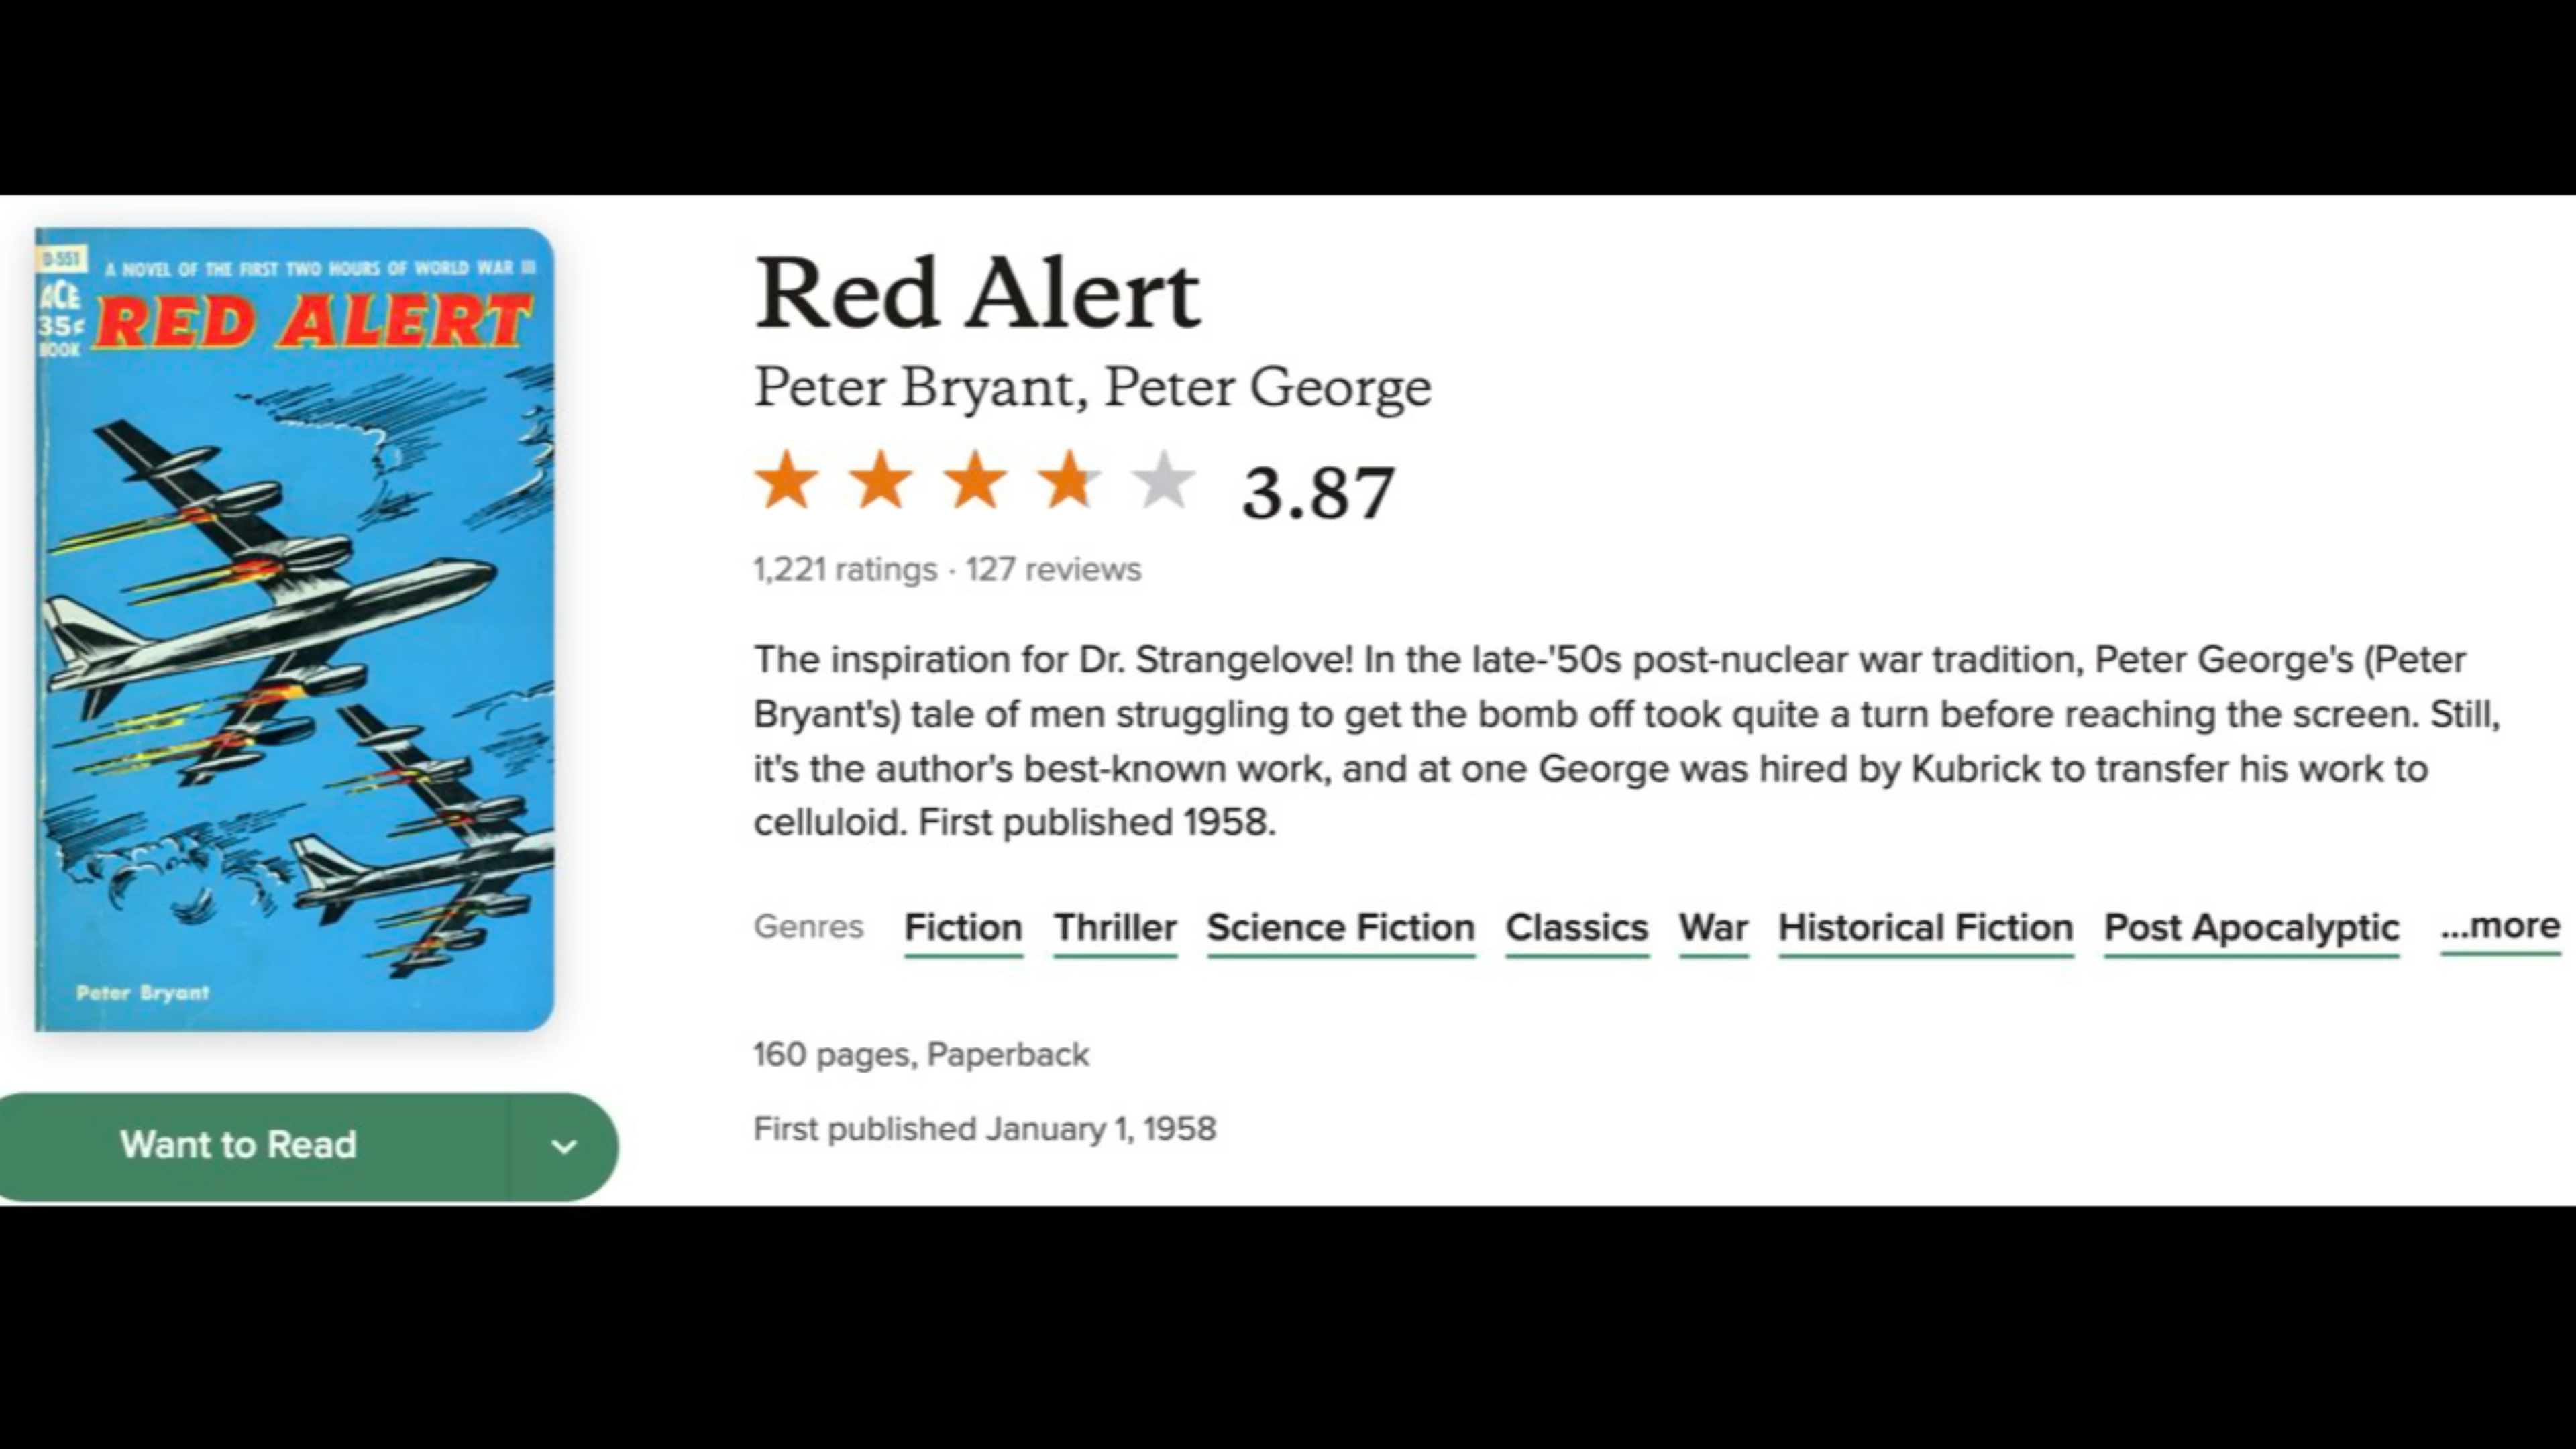 D-551
A NOVEL OF THE FIRST TWO HOURS OF WORLD WAR III
ACE
35¢
BOOK
RED ALERT
Peter Bryant
Want to Read
Red Alert
Peter Bryant, Peter George
3.87
1,221 ratings · 127 reviews
The inspiration for Dr. Strangelove! In the late-'50s post-nuclear war tradition, Peter George's (Peter
Bryant's) tale of men struggling to get the bomb off took quite a turn before reaching the screen. Still,
it's the author's best-known work, and at one George was hired by Kubrick to transfer his work to
celluloid. First published 1958.
Genres Fiction Thriller Science Fiction Classics War Historical Fiction Post Apocalyptic ...more
160 pages, Paperback
First published January 1, 1958